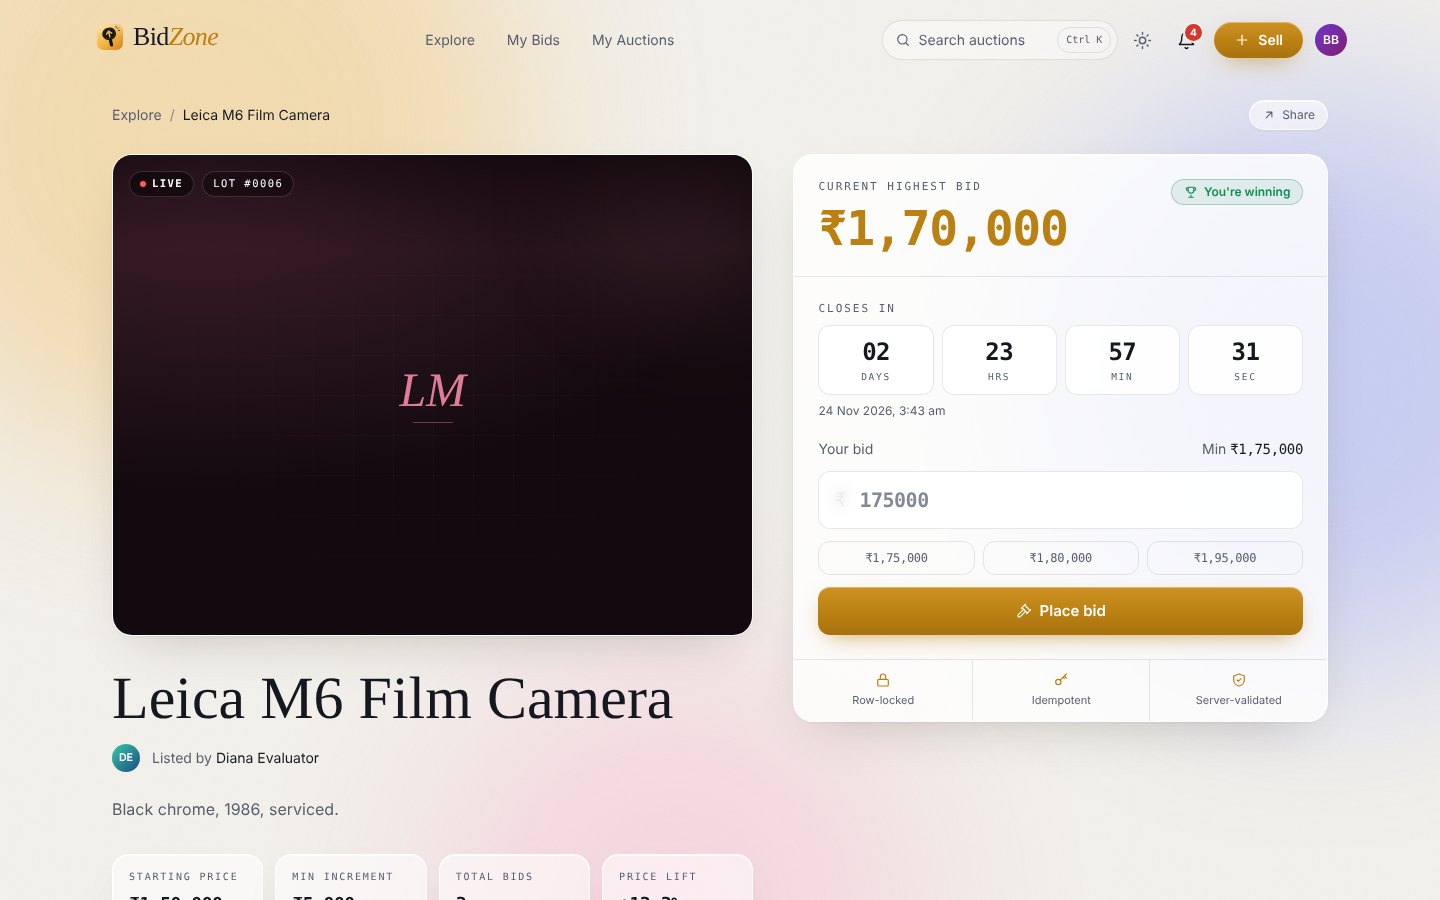 BidZone
Explore
My Bids
My Auctions
Search auctions
Ctrl K
4
Sell
BB
Explore / Leica M6 Film Camera
Share
LIVE
LOT #0006
LM
CURRENT HIGHEST BID
You're winning
₹1,70,000
CLOSES IN
02 23 57 31
DAYS HRS MIN SEC
24 Nov 2026, 3:43 am
Your bid
Min ₹1,75,000
₹ 175000
₹1,75,000
₹1,80,000
₹1,95,000
Place bid
Row-locked
Idempotent
Server-validated
Leica M6 Film Camera
DE
Listed by Diana Evaluator
Black chrome, 1986, serviced.
STARTING PRICE
MIN INCREMENT
TOTAL BIDS
PRICE LIFT